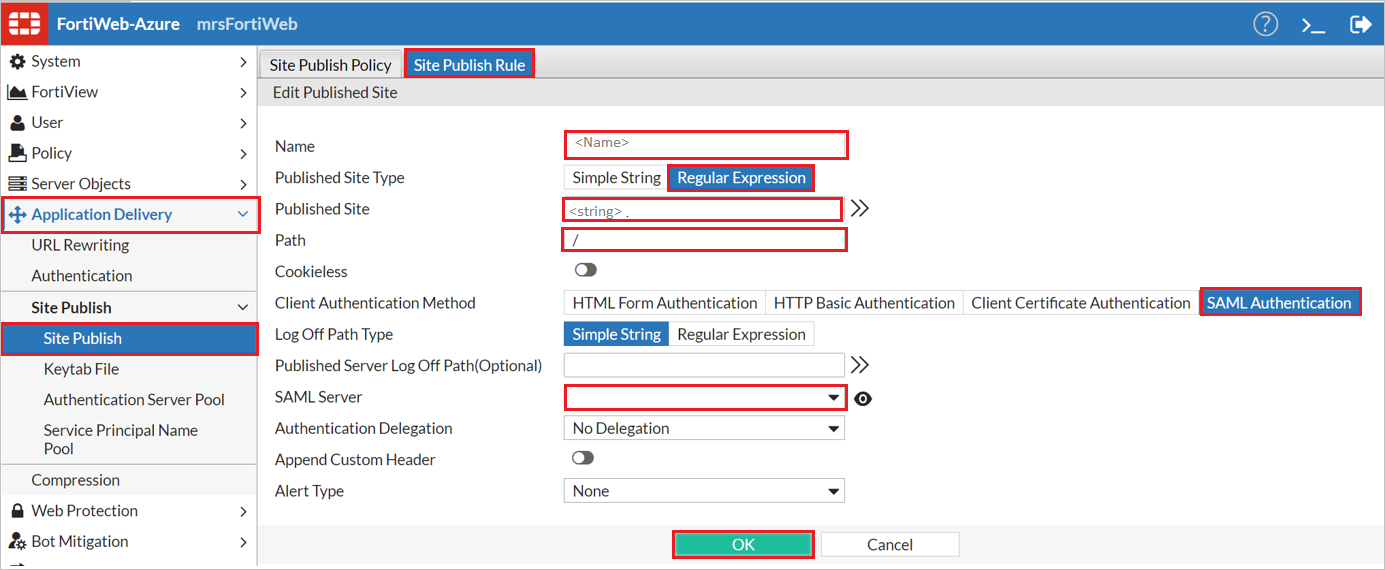 FortiWeb-Azure mrsFortiWeb ? >_
System
FortiView
User
Policy
Server Objects
Application Delivery
URL Rewriting
Authentication
Site Publish
Site Publish
Keytab File
Authentication Server Pool
Service Principal Name
Pool
Compression
Web Protection
Bot Mitigation
Site Publish Policy Site Publish Rule
Edit Published Site
Name <Name>
Published Site Type Simple String Regular Expression
Published Site <string> .
Path /
Cookieless
Client Authentication Method HTML Form Authentication HTTP Basic Authentication Client Certificate Authentication SAML Authentication
Log Off Path Type Simple String Regular Expression
Published Server Log Off Path(Optional)
SAML Server
Authentication Delegation No Delegation
Append Custom Header
Alert Type None
OK Cancel